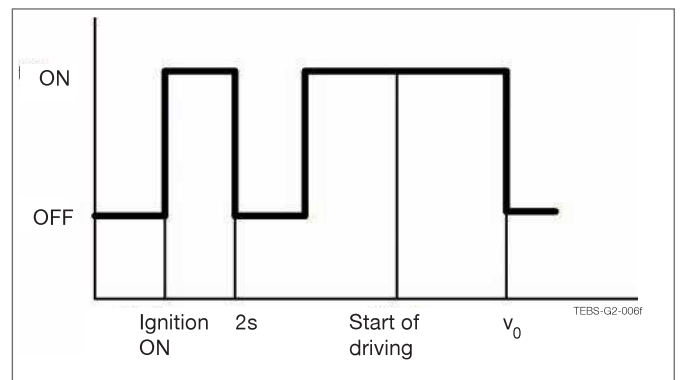 ON
OFF
Ignition 2s Start of v0
ON driving
TEBS-G2-006f